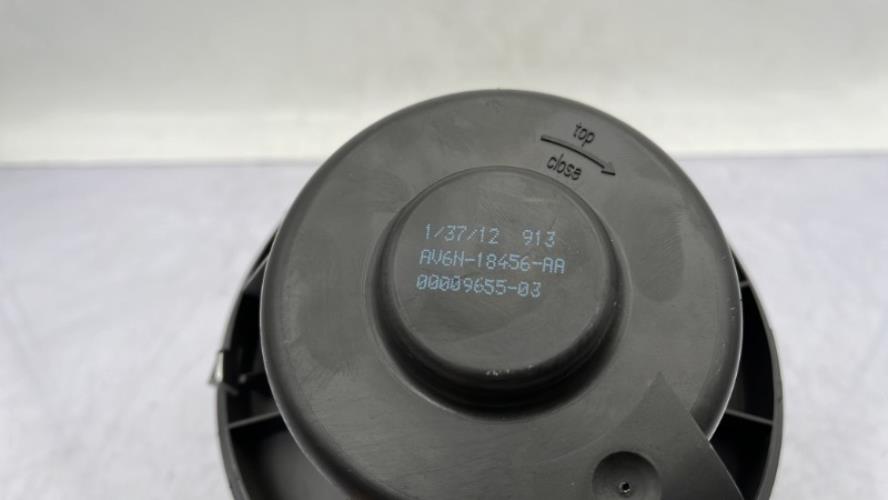 top
close
1/37/12 913
AV6N-18456-AA
00009655-03